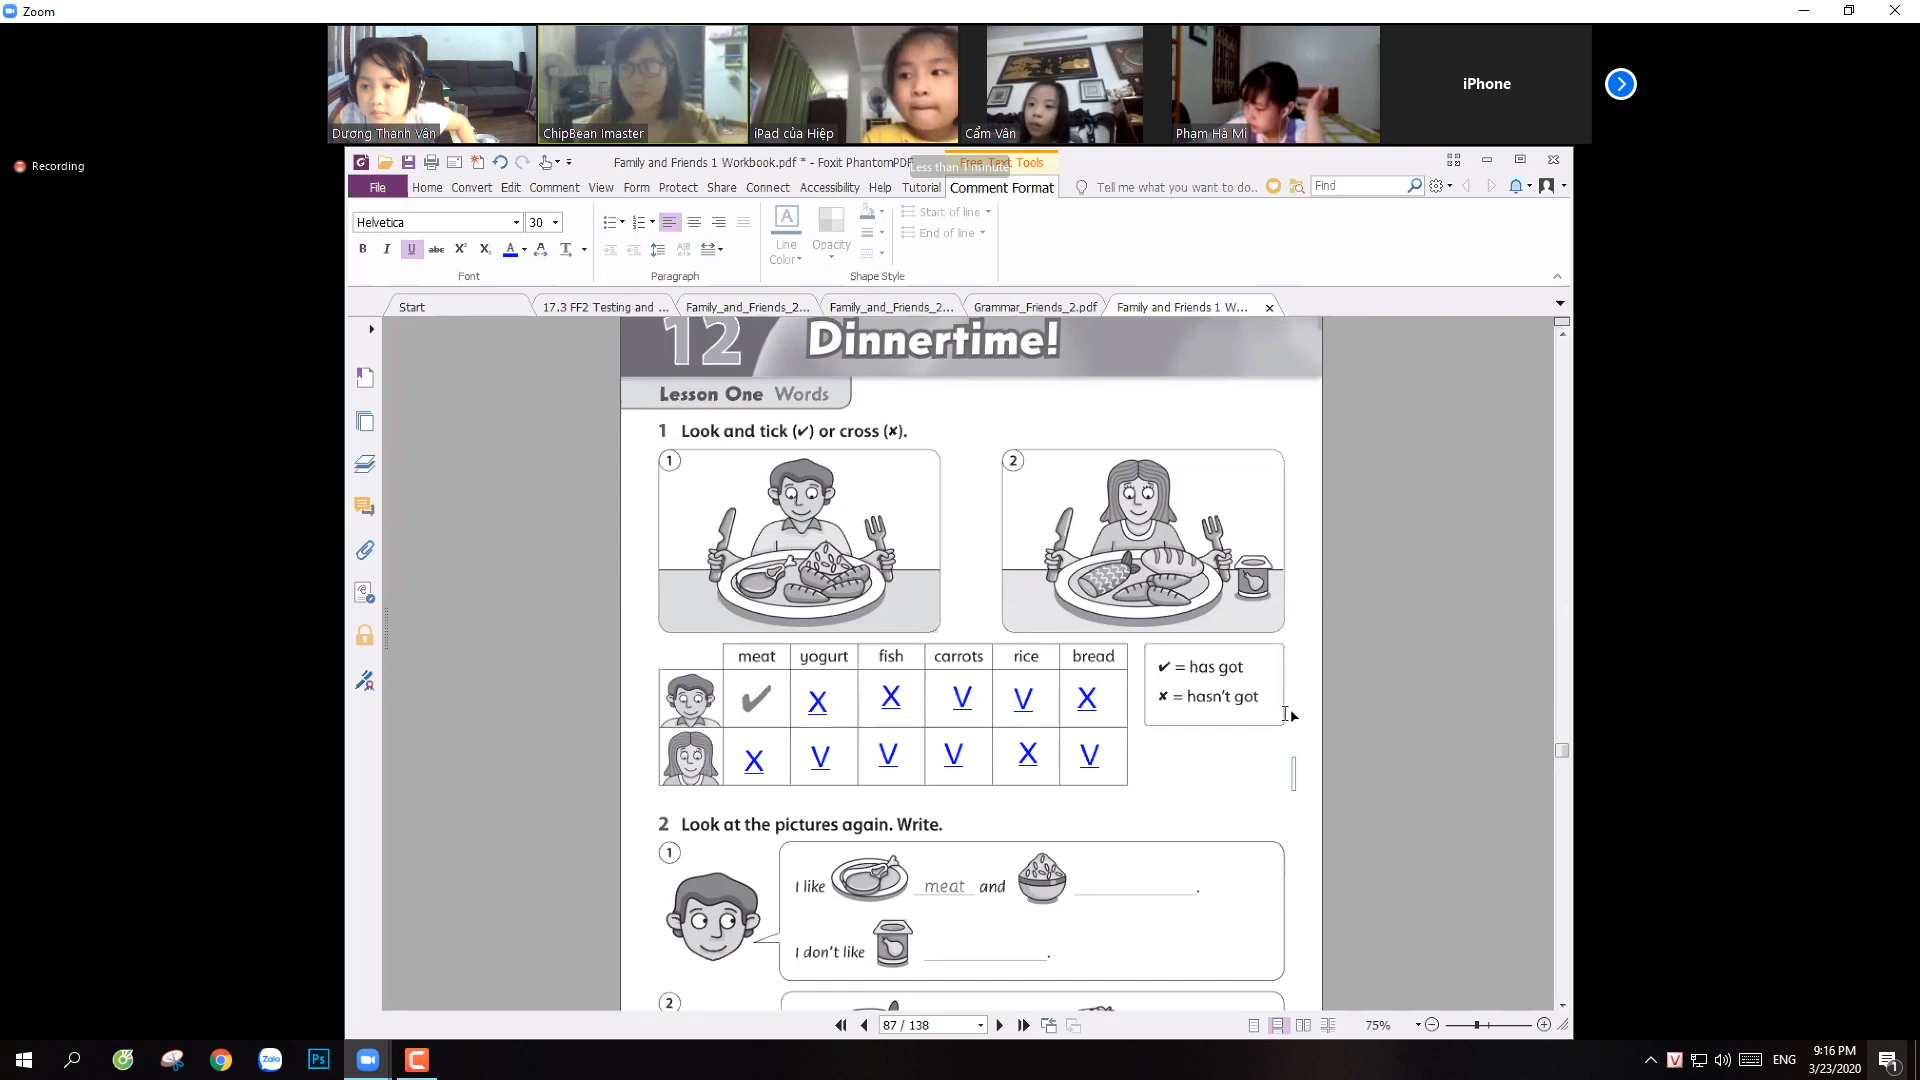 Zoom
Dương Thanh Vân
ChipBean Imaster
iPad của Hiệp
Cẩm Vân
Phạm Hà Mi
iPhone
Recording
Family and Friends 1 Workbook.pdf * - Foxit PhantomPDF
Free Text Tools
Less than 1 minute
File Home Convert Edit Comment View Form Protect Share Connect Accessibility Help Tutorial Comment Format Tell me what you want to do.. Find
Helvetica 30
Start of line
End of line
Line Color
Opacity
Font Paragraph Shape Style
Start 17.3 FF2 Testing and ... Family_and_Friends_2... Family_and_Friends_2... Grammar_Friends_2.pdf Family and Friends 1 W...
12 Dinnertime!
Lesson One Words
1 Look and tick (✔) or cross (✘).
1 2
meat yogurt fish carrots rice bread
✔ X X V V X
X V V V X V
✔ = has got
✘ = hasn't got
2 Look at the pictures again. Write.
1
I like meat and ____.
I don't like ____.
2
87 / 138
75%
ENG
9:16 PM
3/23/2020